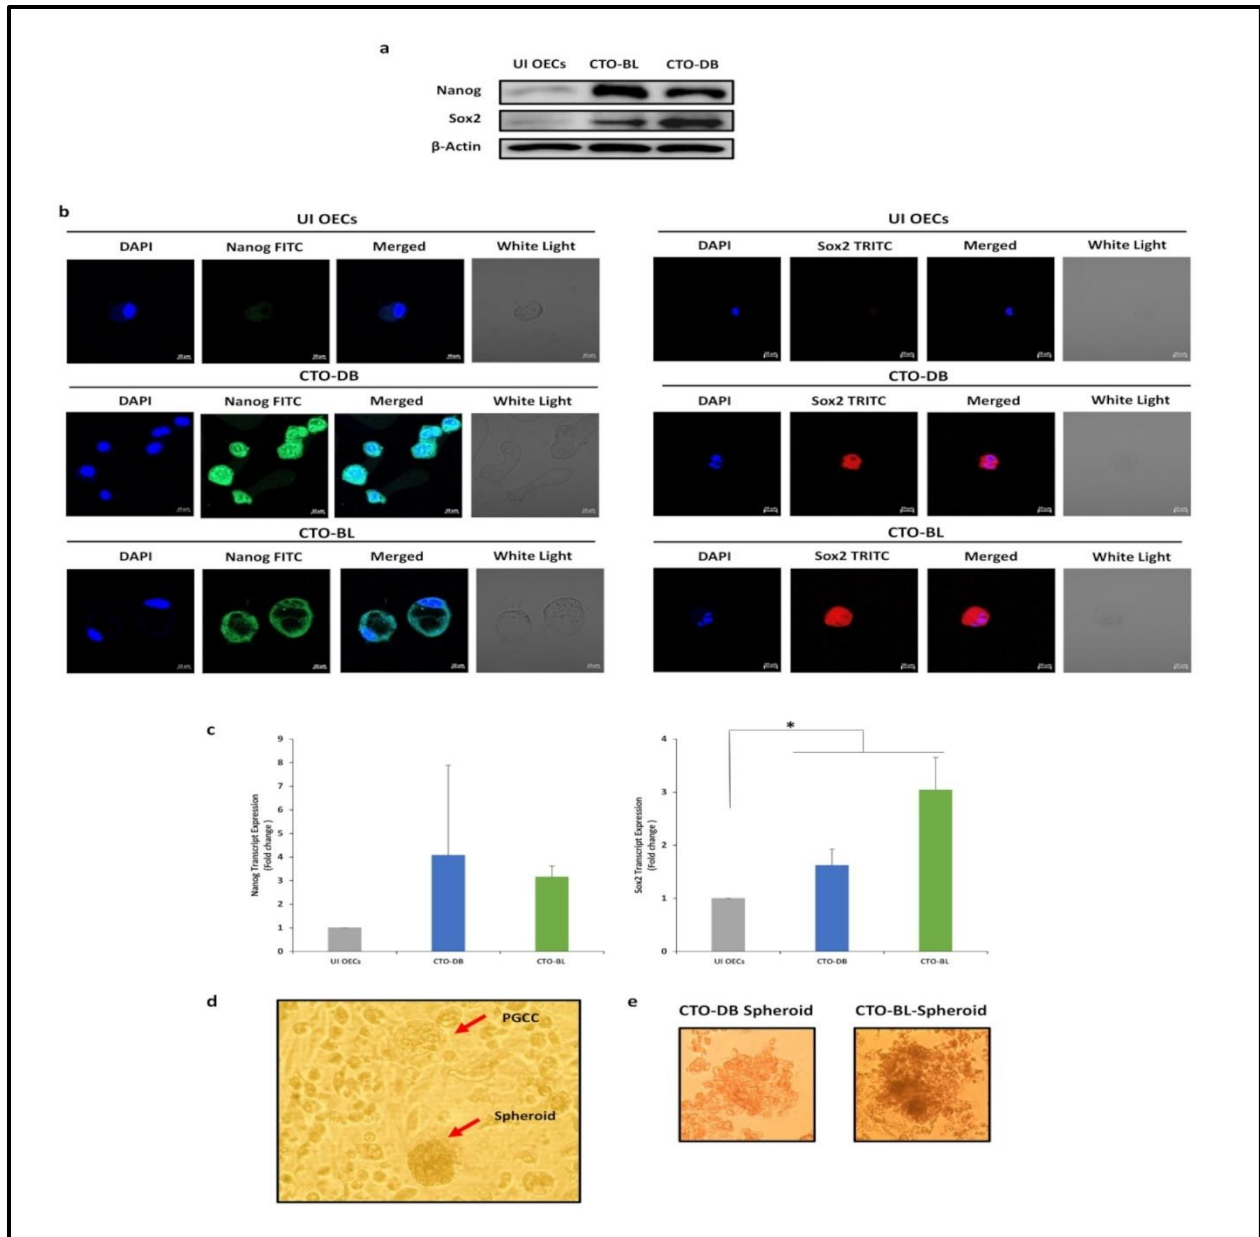 a
UI OECs CTO-BL CTO-DB
Nanog
Sox2
β-Actin
b
UI OECs
DAPI Nanog FITC Merged White Light
CTO-DB
DAPI Nanog FITC Merged White Light
CTO-BL
DAPI Nanog FITC Merged White Light
UI OECs
DAPI Sox2 TRITC Merged White Light
CTO-DB
DAPI Sox2 TRITC Merged White Light
CTO-BL
DAPI Sox2 TRITC Merged White Light
c
Nanog Transcript Expression
(Fold change )
9
8
7
6
5
4
3
2
1
0
UI OECs CTO-DB CTO-BL
*
Sox2 Transcript Expression
(Fold change )
4
3
2
1
0
UI OECs CTO-DB CTO-BL
d
PGCC
Spheroid
e
CTO-DB Spheroid CTO-BL-Spheroid